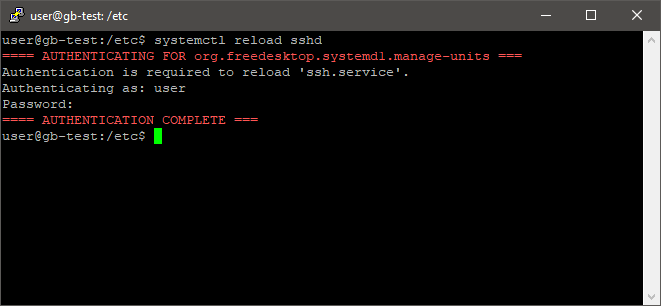 user@gb-test: /etc
user@gb-test:/etc$ systemctl reload sshd
==== AUTHENTICATING FOR org.freedesktop.systemd1.manage-units ===
Authentication is required to reload 'ssh.service'.
Authenticating as: user
Password:
==== AUTHENTICATION COMPLETE ===
user@gb-test:/etc$